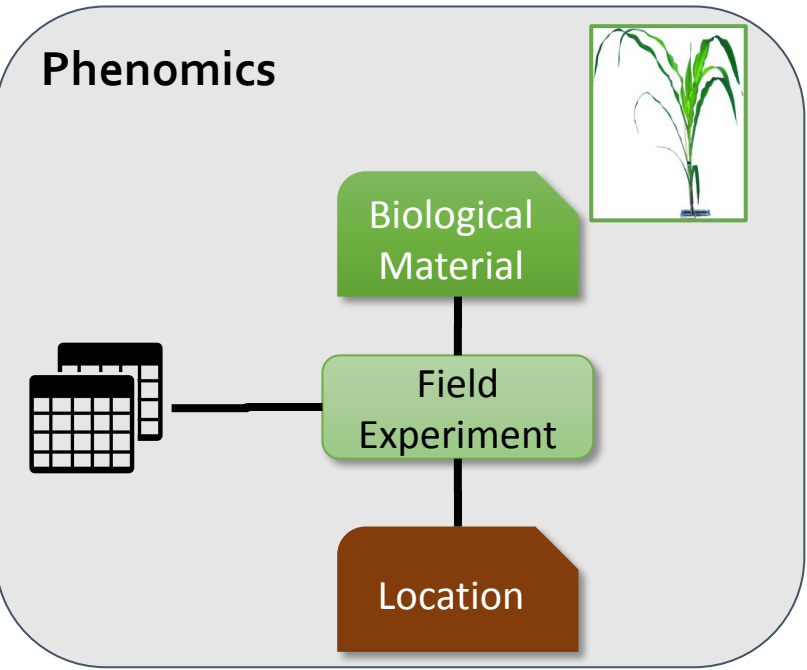 Phenomics
Biological
Material
Field
Experiment
Location